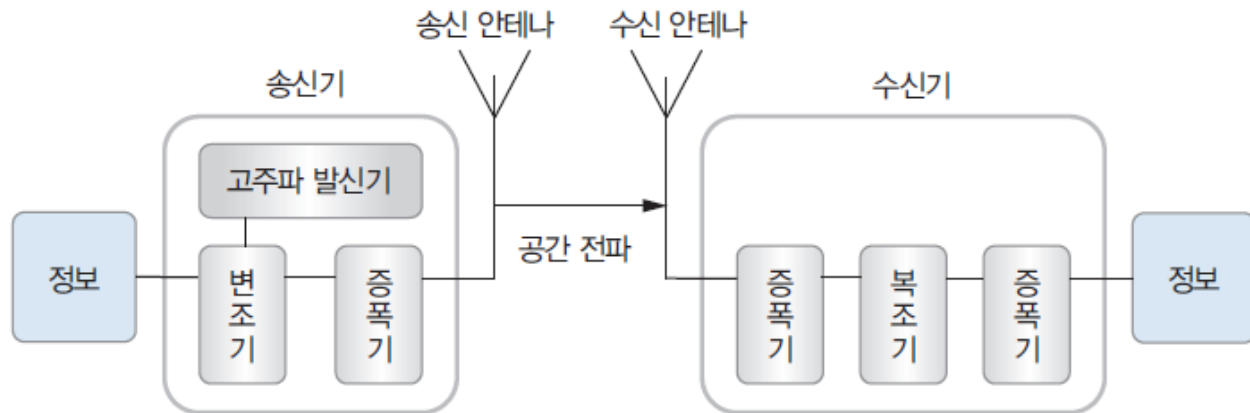 송신 안테나
수신 안테나
송신기
수신기
고주파 발신기
정보
변조기
증폭기
공간 전파
증폭기
복조기
증폭기
정보